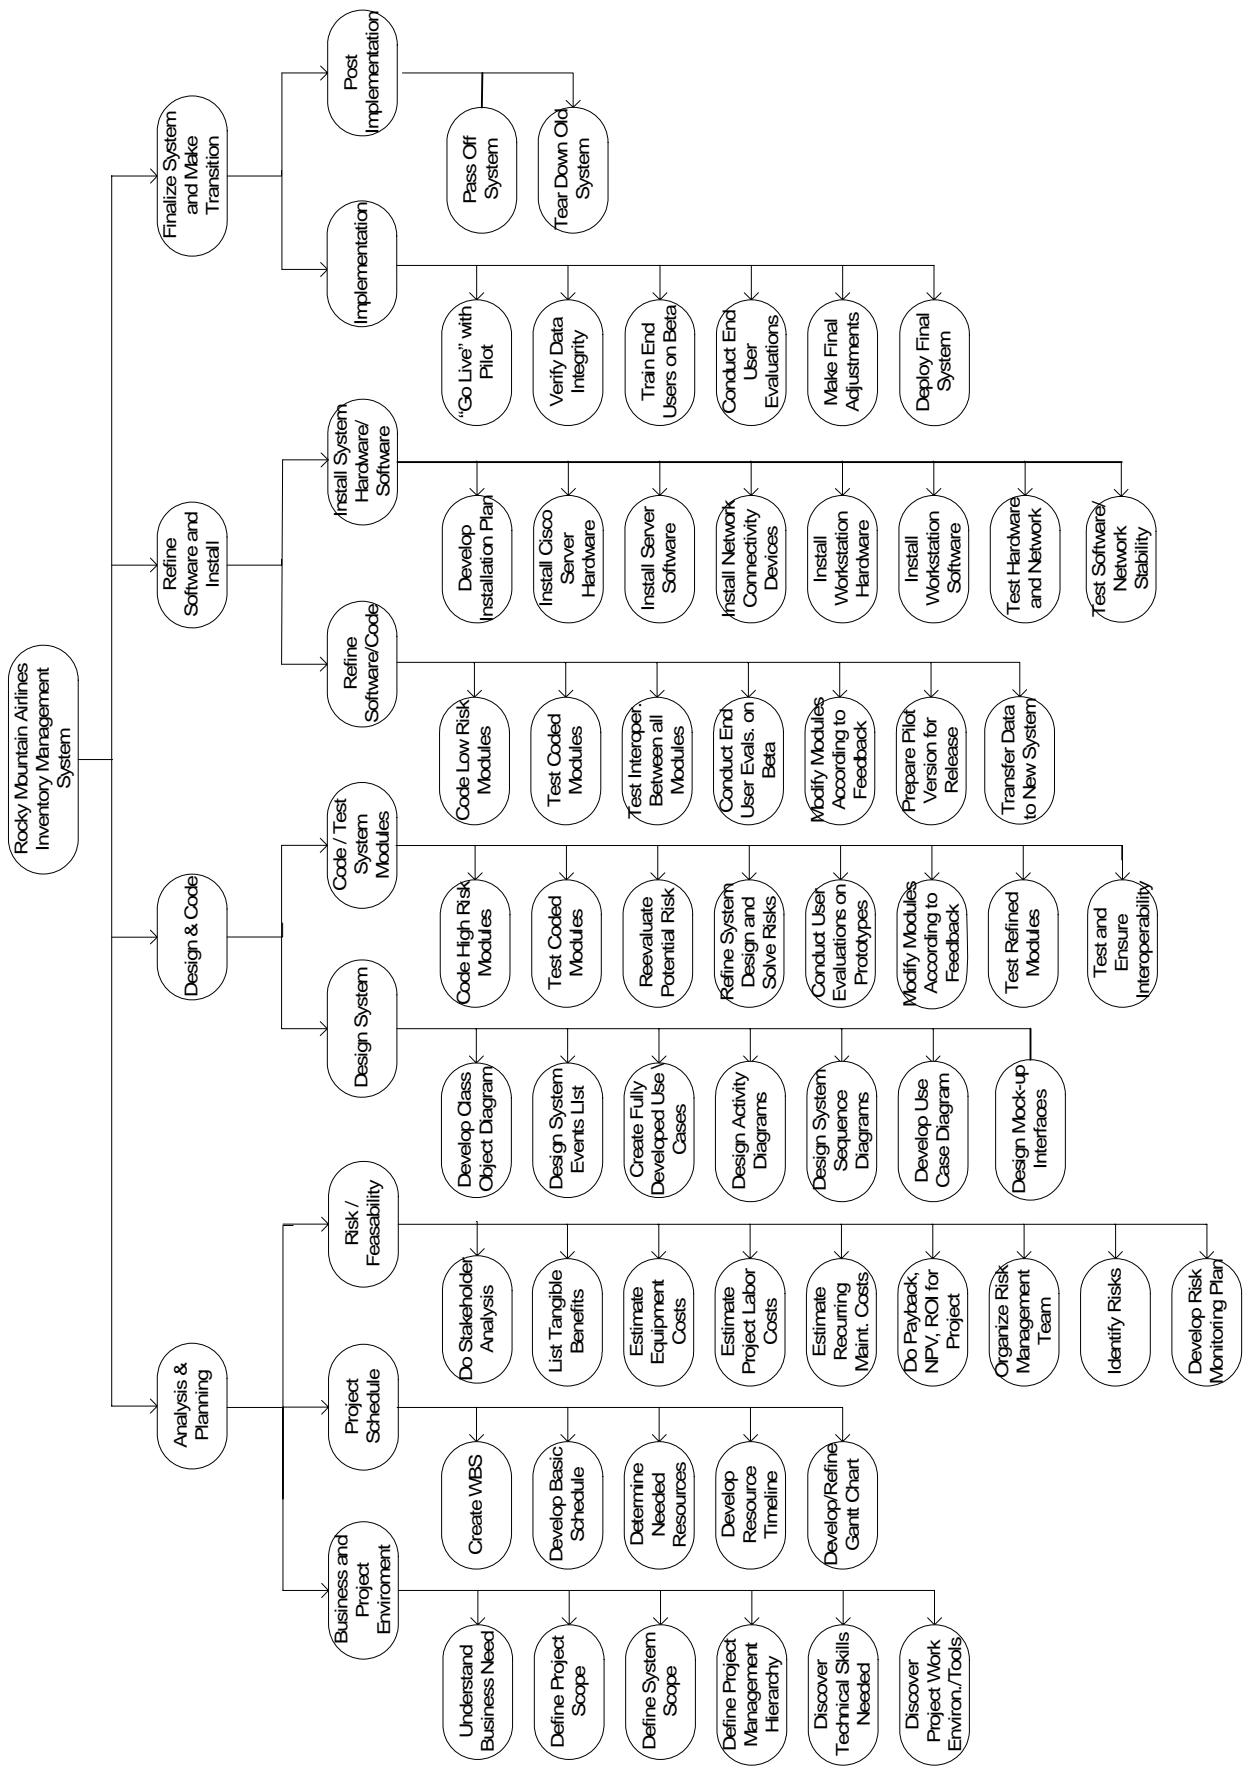 Rocky Mountain Airlines
Inventory Management
System
Analysis &
Planning
Design & Code
Refine
Software and
Install
Finalize System
and Make
Transition
Business and
Project
Enviroment
Project
Schedule
Risk /
Feasability
Design System
Code / Test
System
Modules
Refine
Software/Code
Install System
Hardware/
Software
Implementation
Post
Implementation
Understand
Business Need
Define Project
Scope
Define System
Scope
Define Project
Management
Hierarchy
Discover
Technical Skills
Needed
Discover
Project Work
Environ./Tools
Create WBS
Develop Basic
Schedule
Determine
Needed
Resources
Develop
Resource
Timeline
Develop/Refine
Gantt Chart
Do Stakeholder
Analysis
List Tangible
Benefits
Estimate
Equipment
Costs
Estimate
Project Labor
Costs
Estimate
Recurring
Maint. Costs
Do Payback,
NPV, ROI for
Project
Organize Risk
Management
Team
Identify Risks
Develop Risk
Monitoring Plan
Develop Class
Object Diagram
Design System
Events LIst
Create Fully
Developed Use
Cases
Design Activity
Diagrams
Design System
Sequence
Diagrams
Develop Use
Case Diagram
Design Mock-up
Interfaces
Code High Risk
Modules
Test Coded
Modules
Reevaluate
Potential Risk
Refine System
Design and
Solve Risks
Conduct User
Evaluations on
Prototypes
Modify Modules
According to
Feedback
Test Refined
Modules
Test and
Ensure
Interoperability
Code Low Risk
Modules
Test Coded
Modules
Test Interoper.
Between all
Modules
Conduct End
User Evals. on
Beta
Modify Modules
According to
Feedback
Prepare Pilot
Version for
Release
Transfer Data
to New System
Develop
Installation Plan
Install Cisco
Server
Hardware
Install Server
Software
Install Network
Connectivity
Devices
Install
Workstation
Hardware
Install
Workstation
Software
Test Hardware
and Network
Test Software/
Network
Stability
“Go Live” with
Pilot
Verify Data
Integrity
Train End
Users on Beta
Conduct End
User
Evaluations
Make Final
Adjustments
Deploy Final
System
Pass Off
System
Tear Down Old
System